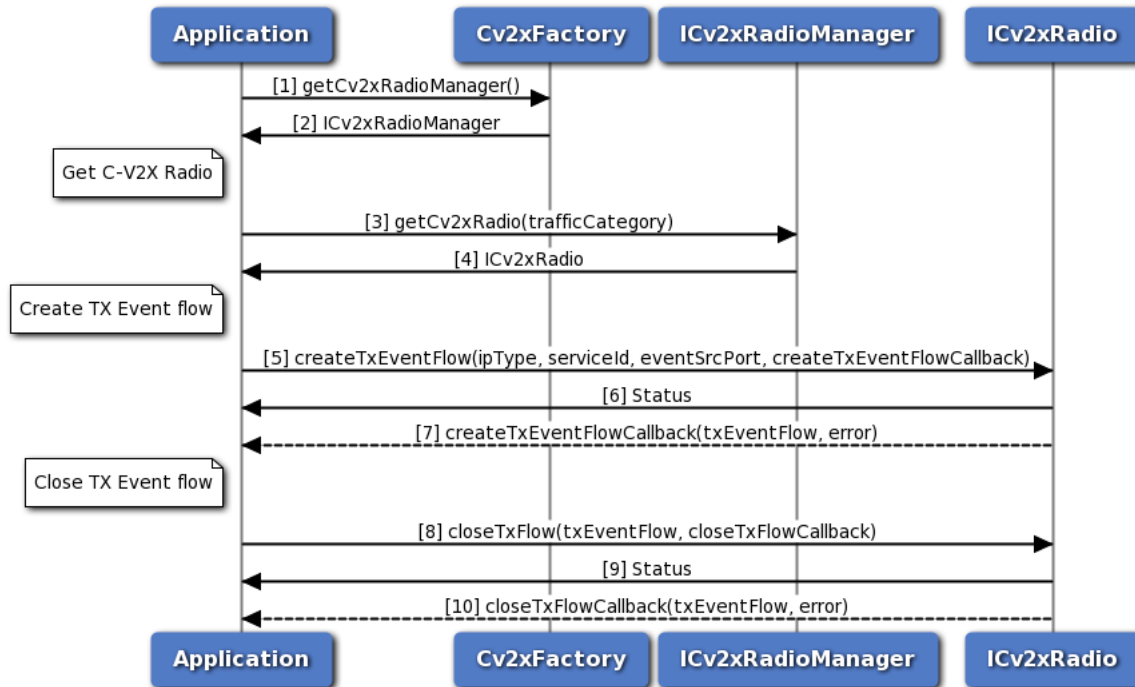 Application
Cv2xFactory
ICv2xRadioManager
ICv2xRadio
[1] getCv2xRadioManager()
[2] ICv2xRadioManager
Get C-V2X Radio
[3] getCv2xRadio(trafficCategory)
[4] ICv2xRadio
Create TX Event flow
[5] createTxEventFlow(ipType, serviceId, eventSrcPort, createTxEventFlowCallback)
[6] Status
[7] createTxEventFlowCallback(txEventFlow, error)
Close TX Event flow
[8] closeTxFlow(txEventFlow, closeTxFlowCallback)
[9] Status
[10] closeTxFlowCallback(txEventFlow, error)
Application
Cv2xFactory
ICv2xRadioManager
ICv2xRadio